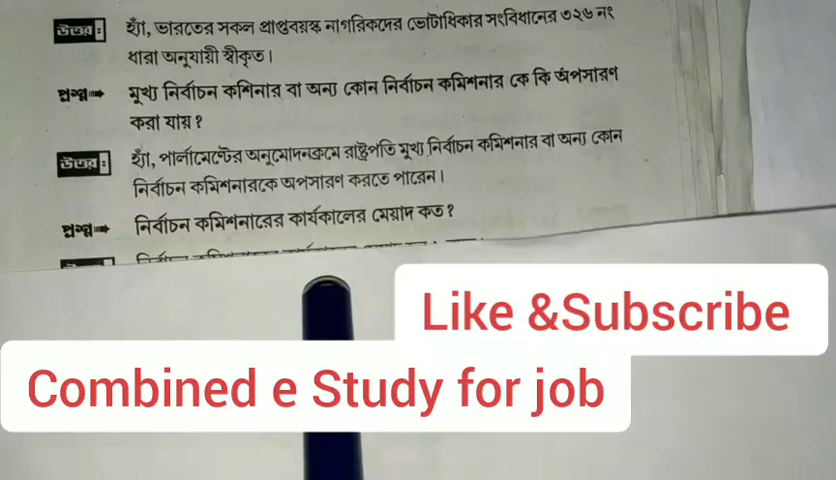 উত্তর : হ্যাঁ, ভারতের সকল প্রাপ্তবয়স্ক নাগরিকদের ভোটাধিকার সংবিধানের ৩২৬ নং
ধারা অনুযায়ী স্বীকৃত।
প্রশ্ন মুখ্য নির্বাচন কশিনার বা অন্য কোন নির্বাচন কমিশনার কে কি অপসারণ
করা যায় ?
উত্তর : হ্যাঁ, পার্লামেন্টের অনুমোদনক্রমে রাষ্ট্রপতি মুখ্য নির্বাচন কমিশনার বা অন্য কোন
নির্বাচন কমিশনারকে অপসারণ করতে পারেন।
প্রশ্ন নির্বাচন কমিশনারের কার্যকালের মেয়াদ কত ?
Like &Subscribe
Combined e Study for job